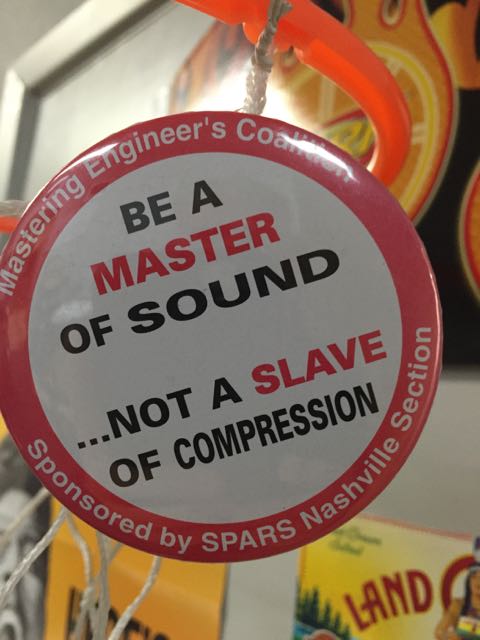 Mastering Engineer's Coalition
BE A
MASTER
OF SOUND
...NOT A SLAVE
OF COMPRESSION
Sponsored by SPARS Nashville Section
LAND